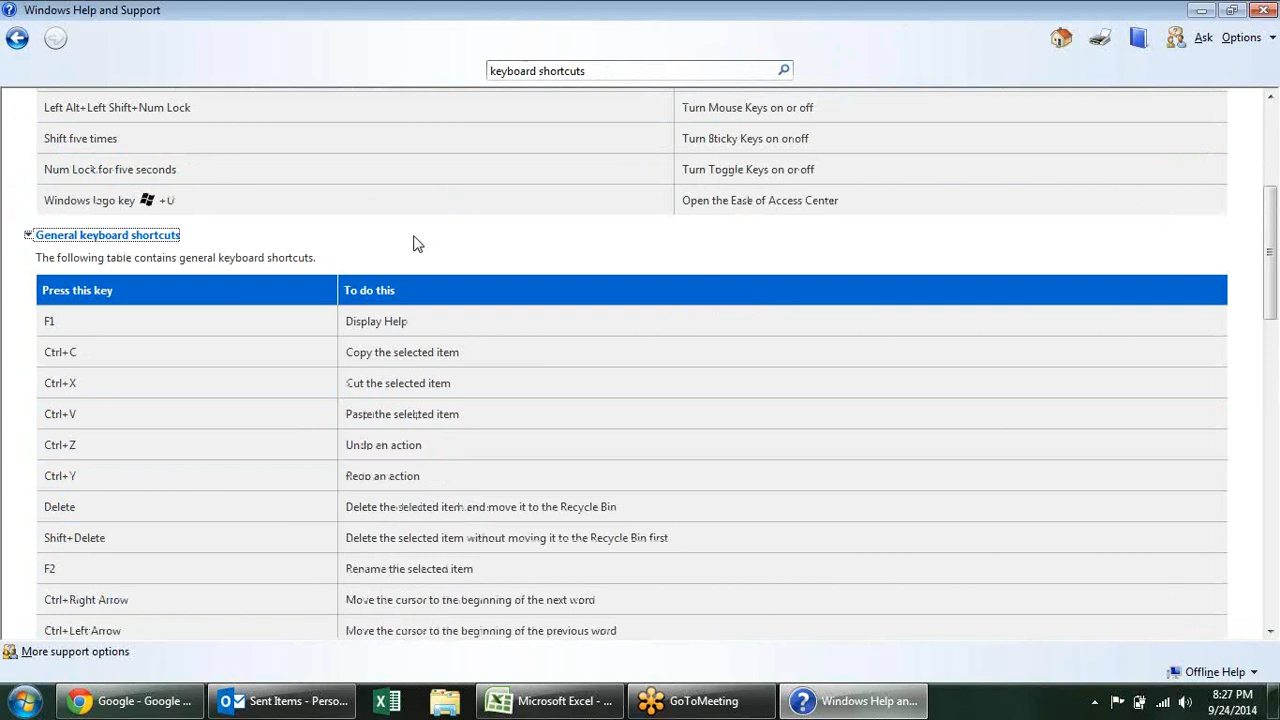 Windows Help and Support
Ask Options
keyboard shortcuts
Left Alt+Left Shift+Num Lock Turn Mouse Keys on or off
Shift five times Turn Sticky Keys on or off
Num Lock for five seconds Turn Toggle Keys on or off
Windows logo key +U Open the Ease of Access Center
General keyboard shortcuts
The following table contains general keyboard shortcuts.
Press this key To do this
F1 Display Help
Ctrl+C Copy the selected item
Ctrl+X Cut the selected item
Ctrl+V Paste the selected item
Ctrl+Z Undo an action
Ctrl+Y Redo an action
Delete Delete the selected item and move it to the Recycle Bin
Shift+Delete Delete the selected item without moving it to the Recycle Bin first
F2 Rename the selected item
Ctrl+Right Arrow Move the cursor to the beginning of the next word
Ctrl+Left Arrow Move the cursor to the beginning of the previous word
More support options
Offline Help
Google - Google ... Sent Items - Perso... Microsoft Excel - ... GoToMeeting Windows Help an...
8:27 PM
9/24/2014